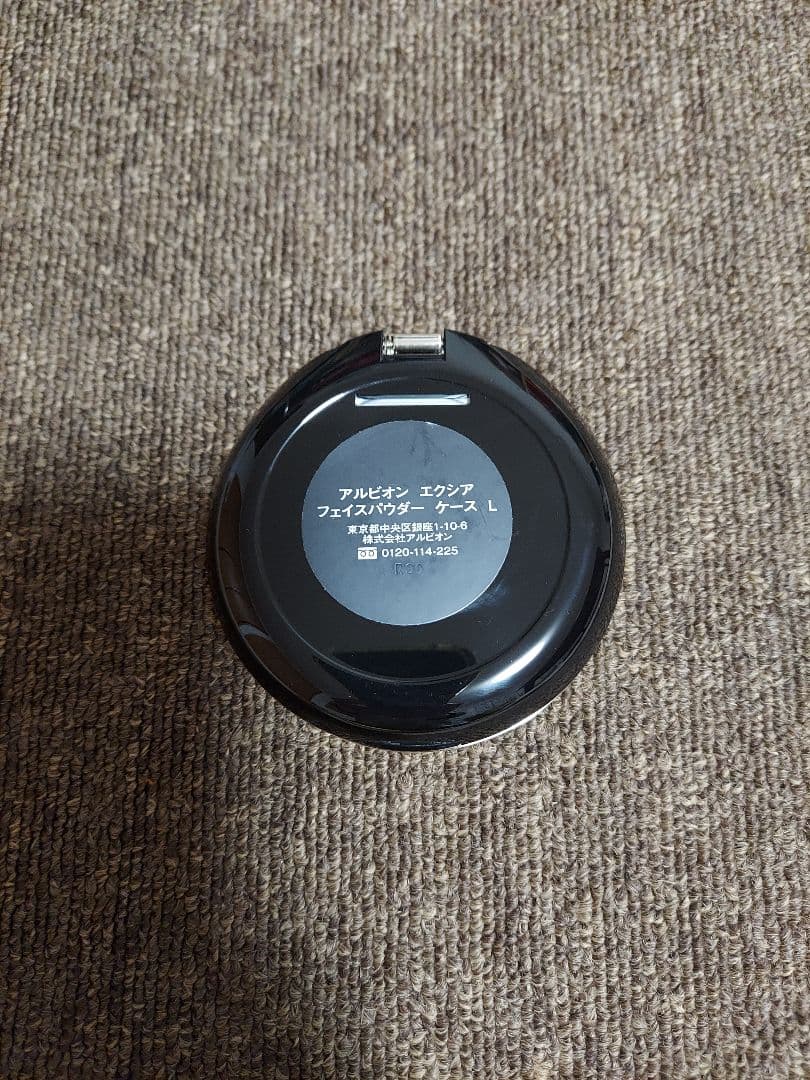 アルビオン エクシア
フェイスパウダー ケース L
東京都中央区銀座1-10-6
株式会社アルビオン
0120-114-225